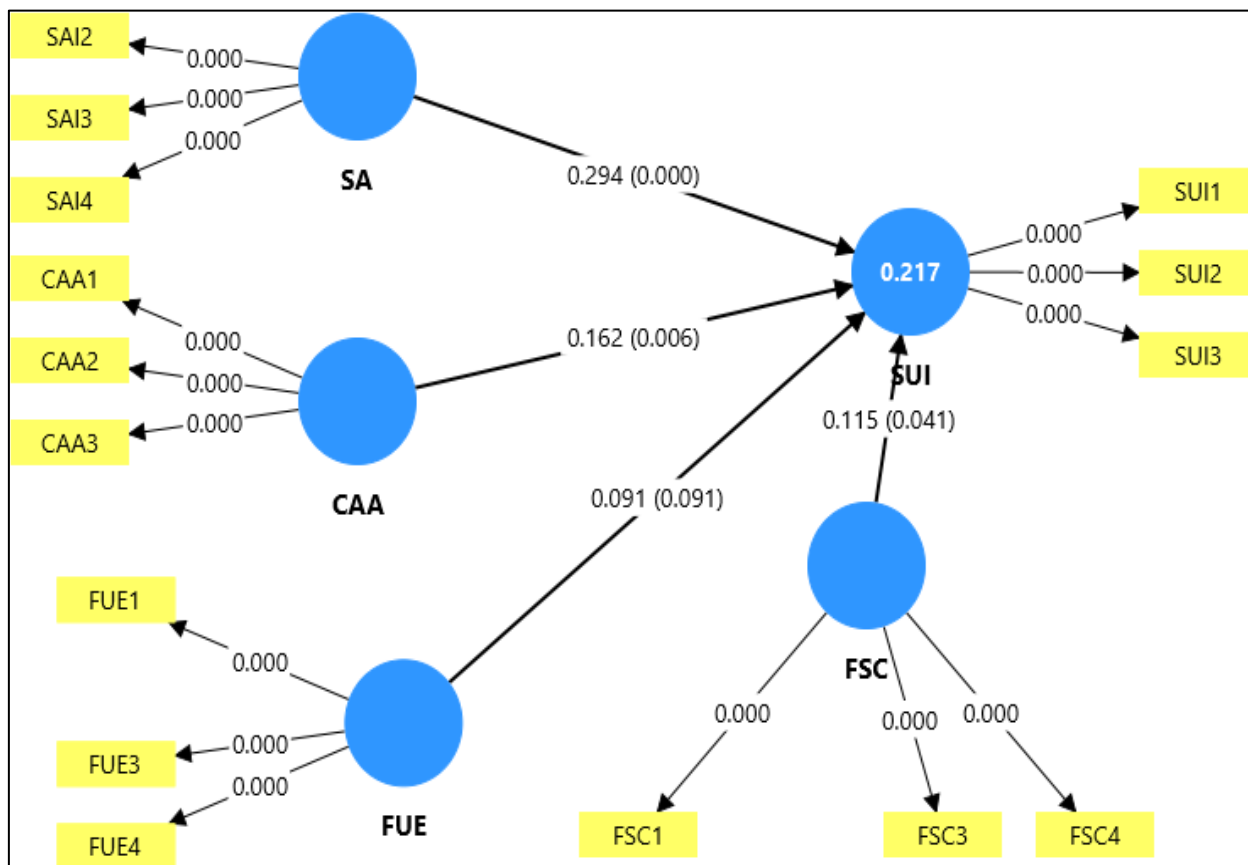 SAI2
0.000
SAI3
0.000
0.000
SAI4
SA
0.294 (0.000)
CAA1
0.000
CAA2
0.000
CAA3
0.000
CAA
0.162 (0.006)
0.217
SUI
0.000
SUI1
0.000
SUI2
0.000
SUI3
0.115 (0.041)
0.091 (0.091)
FUE1
0.000
FUE3
0.000
FUE4
0.000
FUE
FSC
0.000
0.000
0.000
FSC1
FSC3
FSC4